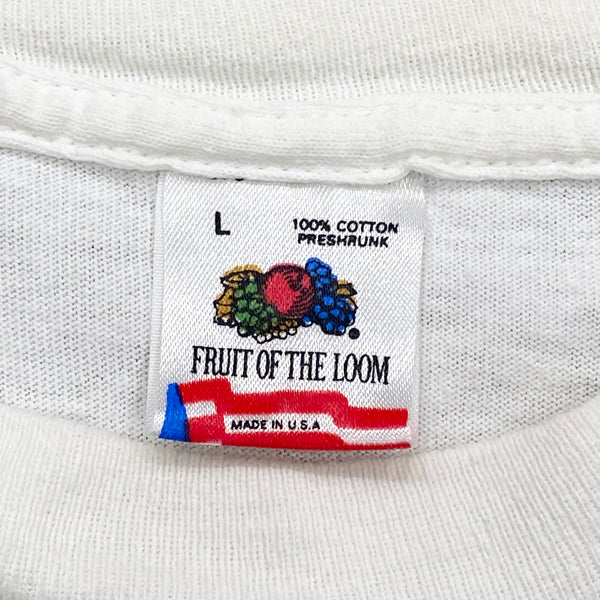 L
100% COTTON
PRESHRUNK
FRUIT OF THE LOOM
MADE IN U.S.A